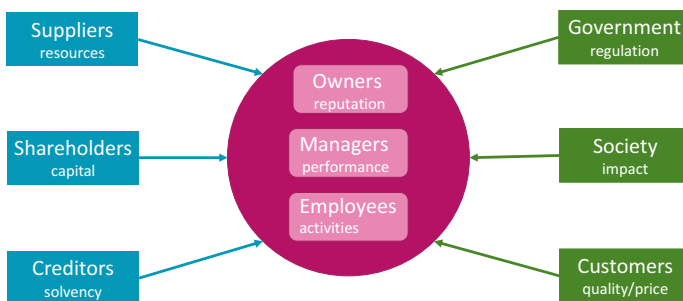 Suppliers
resources
Shareholders
capital
Creditors
solvency
Owners
reputation
Managers
performance
Employees
activities
Government
regulation
Society
impact
Customers
quality/price